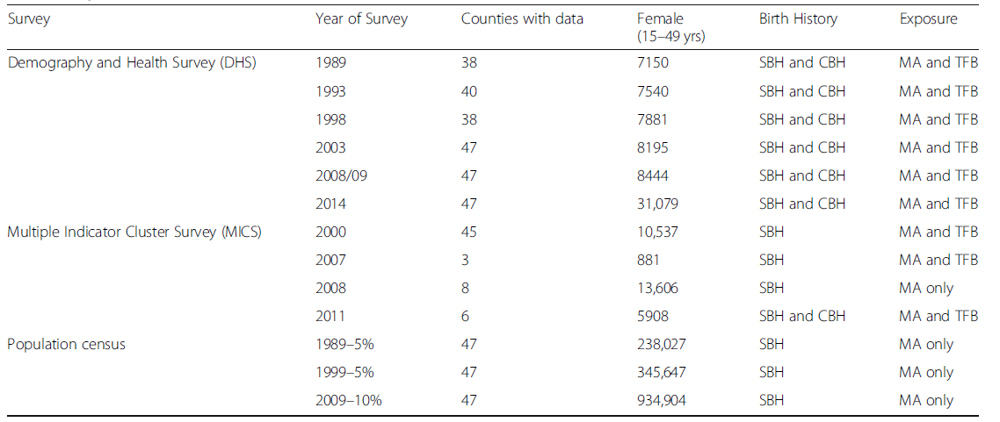 Survey Year of Survey Counties with data Female Birth History Exposure
(15–49 yrs)
Demography and Health Survey (DHS) 1989 38 7150 SBH and CBH MA and TFB
1993 40 7540 SBH and CBH MA and TFB
1998 38 7881 SBH and CBH MA and TFB
2003 47 8195 SBH and CBH MA and TFB
2008/09 47 8444 SBH and CBH MA and TFB
2014 47 31,079 SBH and CBH MA and TFB
Multiple Indicator Cluster Survey (MICS) 2000 45 10,537 SBH MA and TFB
2007 3 881 SBH MA and TFB
2008 8 13,606 SBH MA only
2011 6 5908 SBH and CBH MA and TFB
Population census 1989–5% 47 238,027 SBH MA only
1999–5% 47 345,647 SBH MA only
2009–10% 47 934,904 SBH MA only